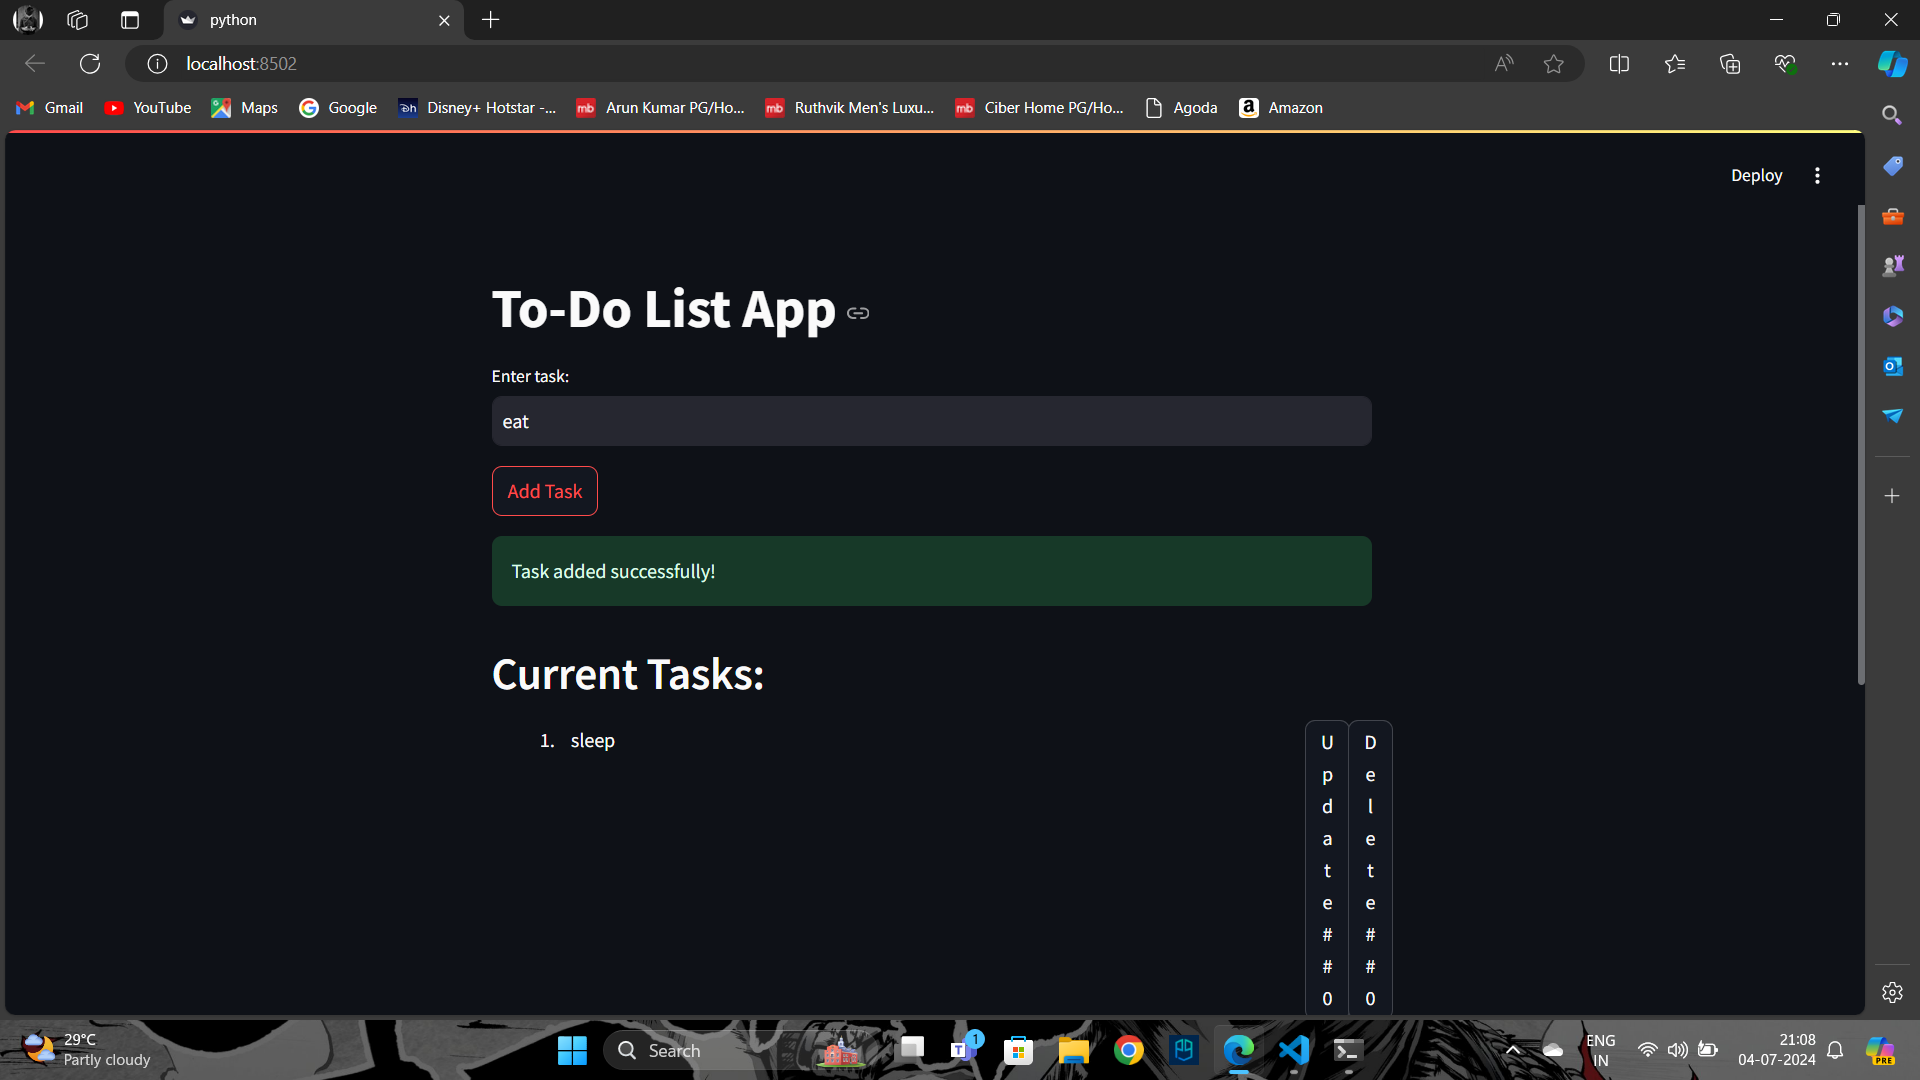 python
localhost:8502
Gmail YouTube Maps Google Disney+ Hotstar -... Arun Kumar PG/Ho... Ruthvik Men's Luxu... Ciber Home PG/Ho... Agoda Amazon
Deploy
To-Do List App
Enter task:
eat
Add Task
Task added successfully!
Current Tasks:
1. sleep
U D
p e
d l
a e
t t
e e
# #
# #
0 0
29°C
Partly cloudy
Search
1
ENG
IN
21:08
04-07-2024
PRE